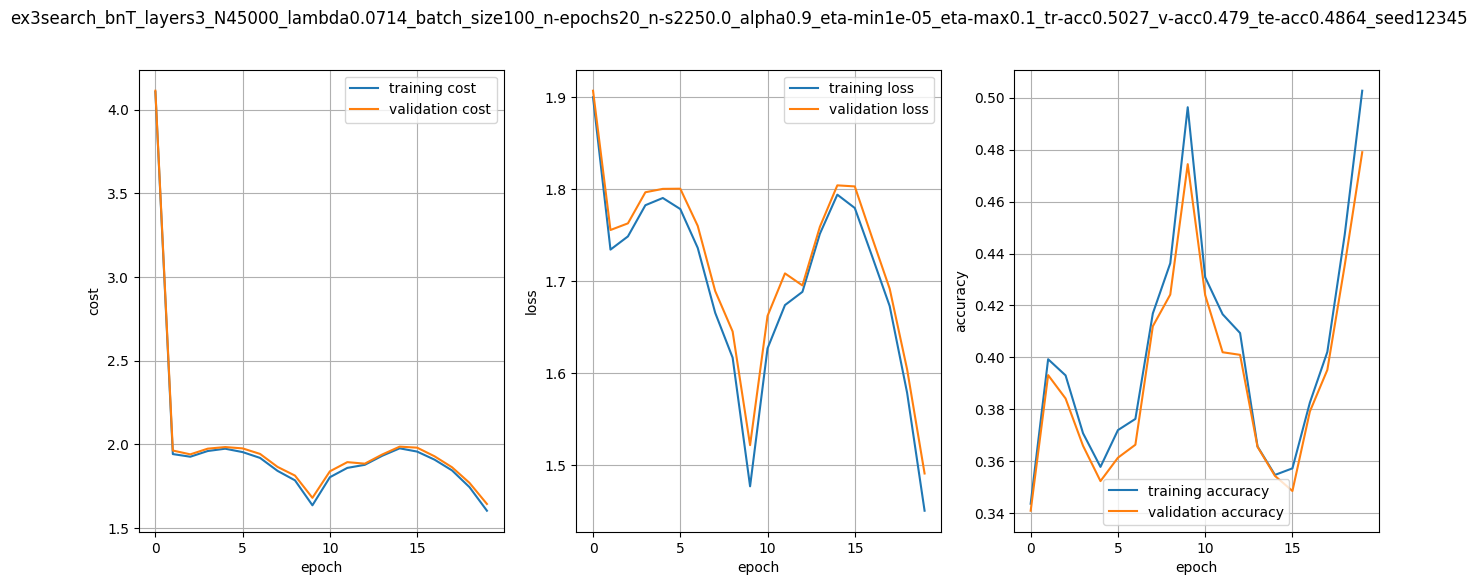 ex3search_bnT_layers3_N45000_lambda0.0714_batch_size100_n-epochs20_n-s2250.0_alpha0.9_eta-min1e-05_eta-max0.1_tr-acc0.5027_v-acc0.479_te-acc0.4864_seed12345
training cost
validation cost
4.0
3.5
3.0
2.5
2.0
1.5
cost
0 5 10 15
epoch
training loss
validation loss
1.9
1.8
1.7
1.6
1.5
loss
0 5 10 15
epoch
0.50
0.48
0.46
0.44
0.42
0.40
0.38
0.36
0.34
accuracy
training accuracy
validation accuracy
0 5 10 15
epoch